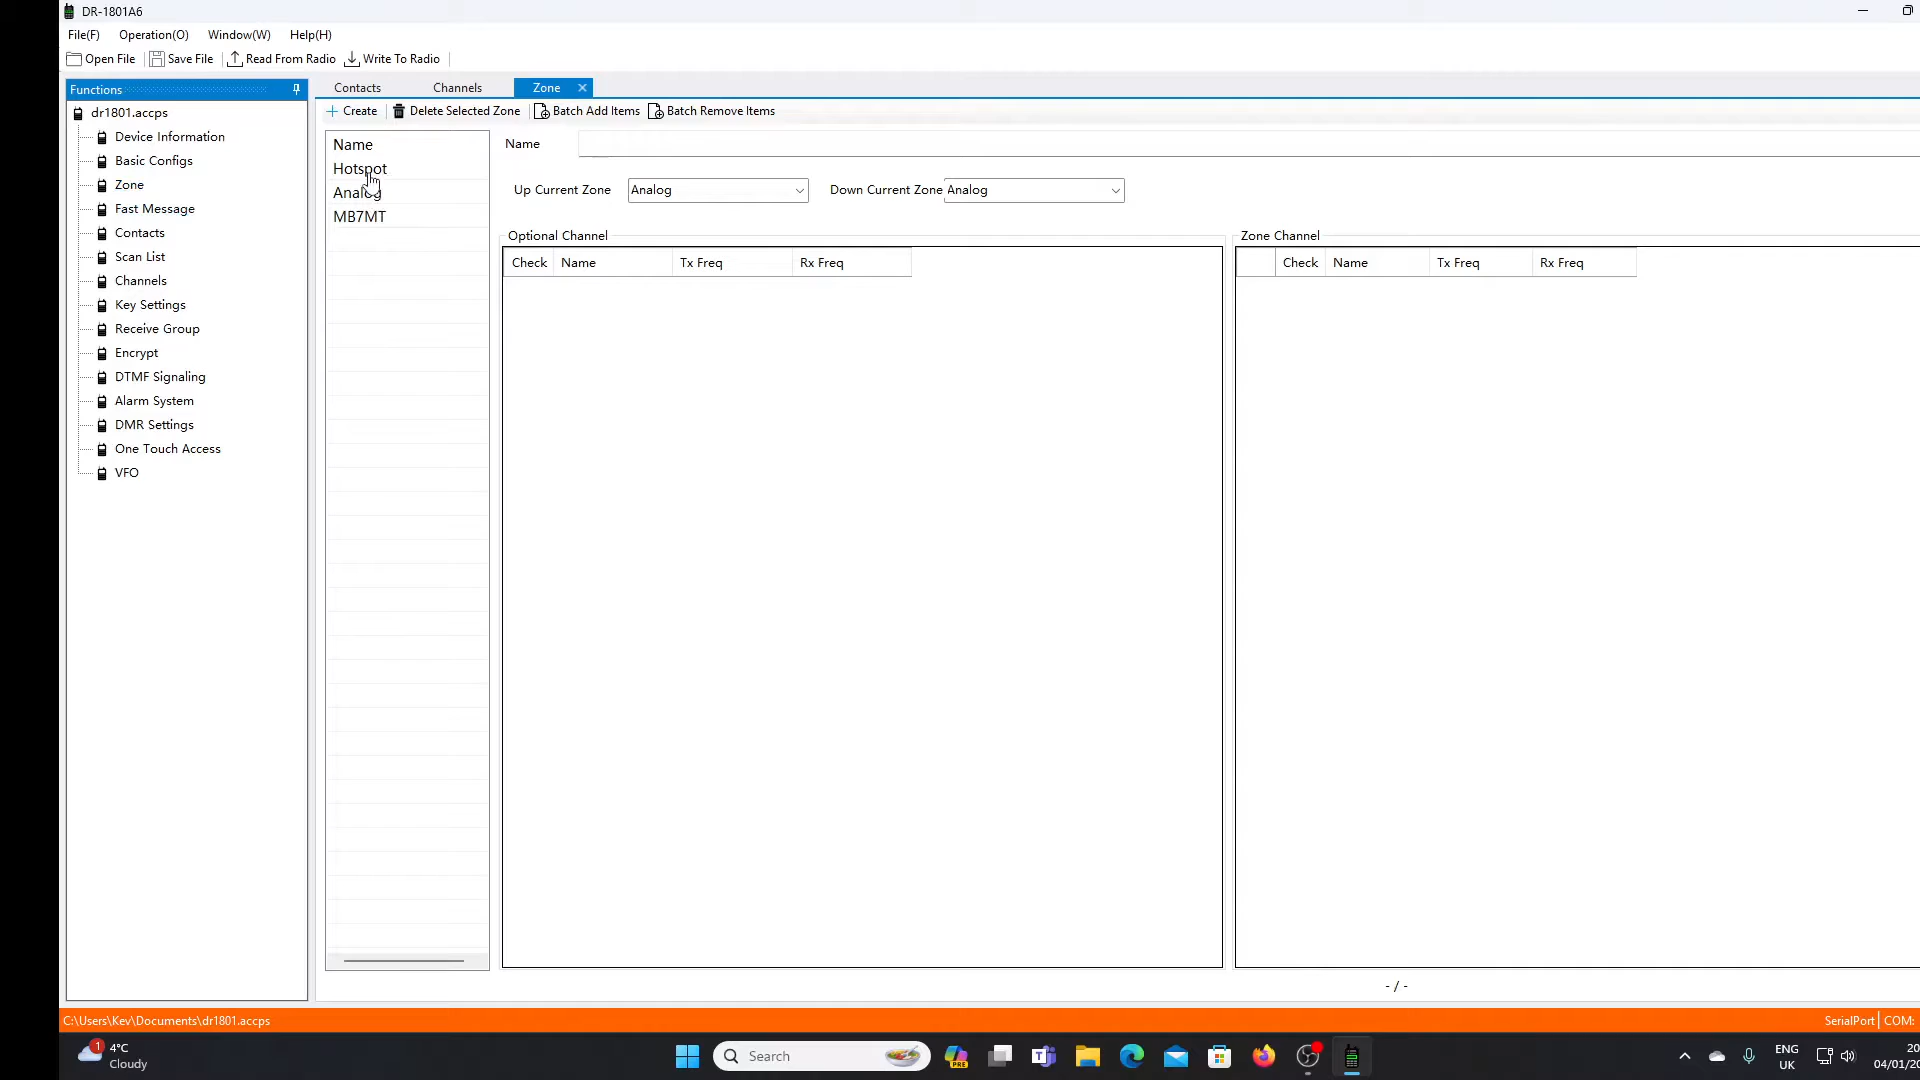 DR-1801A6
File(F) Operation(O) Window(W) Help(H)
Open File Save File Read From Radio Write To Radio
Functions
dr1801.accps
Device Information
Basic Configs
Zone
Fast Message
Contacts
Scan List
Channels
Key Settings
Receive Group
Encrypt
DTMF Signaling
Alarm System
DMR Settings
One Touch Access
VFO
Contacts Channels Zone
Create Delete Selected Zone Batch Add Items Batch Remove Items
Name
Hotspot
Analog
MB7MT
Name
Up Current Zone Analog Down Current Zone Analog
Optional Channel
Check Name Tx Freq Rx Freq
Zone Channel
Check Name Tx Freq Rx Freq
- / -
C:\Users\Kev\Documents\dr1801.accps
SerialPort COM:
1 4°C
Cloudy
Search
PRE
ENG
UK
20
04/01/20